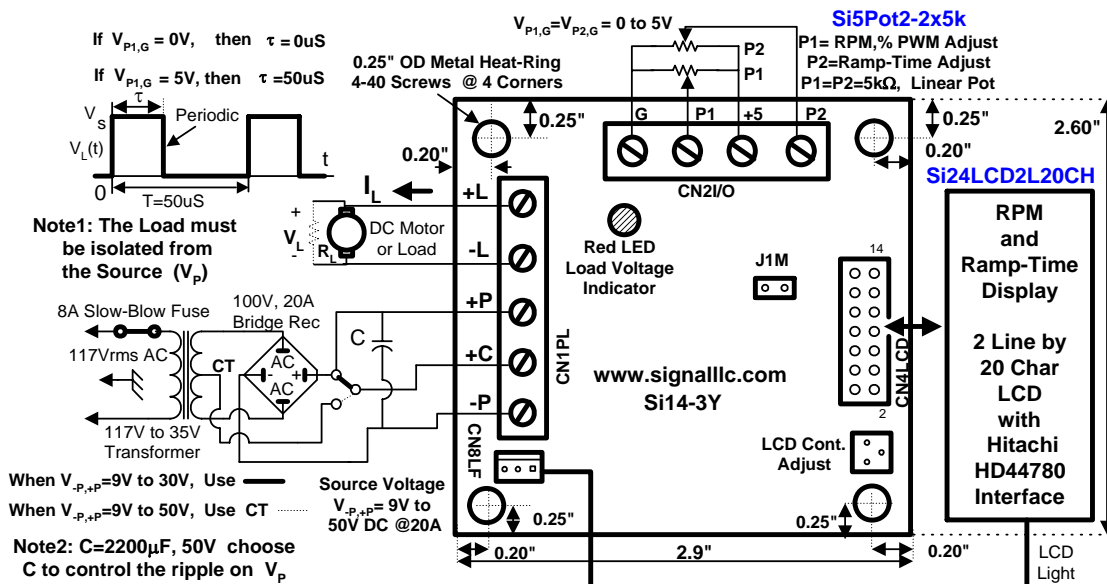 If VP1,G = 0V, then τ = 0uS
If VP1,G = 5V, then τ = 50uS
τ
VS
Periodic
VL(t)
0
t
T=50uS
Note1: The Load must
be isolated from
the Source (VP)
0.25" OD Metal Heat-Ring
4-40 Screws @ 4 Corners
VP1,G=VP2,G = 0 to 5V
P2
P1
Si5Pot2-2x5k
P1= RPM,% PWM Adjust
P2=Ramp-Time Adjust
P1=P2=5kΩ, Linear Pot
G P1 +5 P2
CN2I/O
0.25"
0.20"
0.25"
0.20"
2.60"
Si24LCD2L20CH
IL
+L
-L
+P
+C
-P
+
VL
-
RL
DC Motor
or Load
CN1PL
Red LED
Load Voltage
Indicator
J1M
14
2
CN4LCD
RPM
and
Ramp-Time
Display
2 Line by
20 Char
LCD
with
Hitachi
HD44780
Interface
8A Slow-Blow Fuse
100V, 20A
Bridge Rec
117Vrms AC
CT
AC
- +
AC
C
117V to 35V
Transformer
www.signalllc.com
Si14-3Y
CN8LF
LCD Cont.
Adjust
When V-P,+P=9V to 30V, Use
When V-P,+P=9V to 50V, Use CT
Source Voltage
V-P,+P= 9V to
50V DC @20A
Note2: C=2200μF, 50V choose
C to control the ripple on VP
0.25"
0.20"
2.9"
0.25"
0.20"
LCD
Light